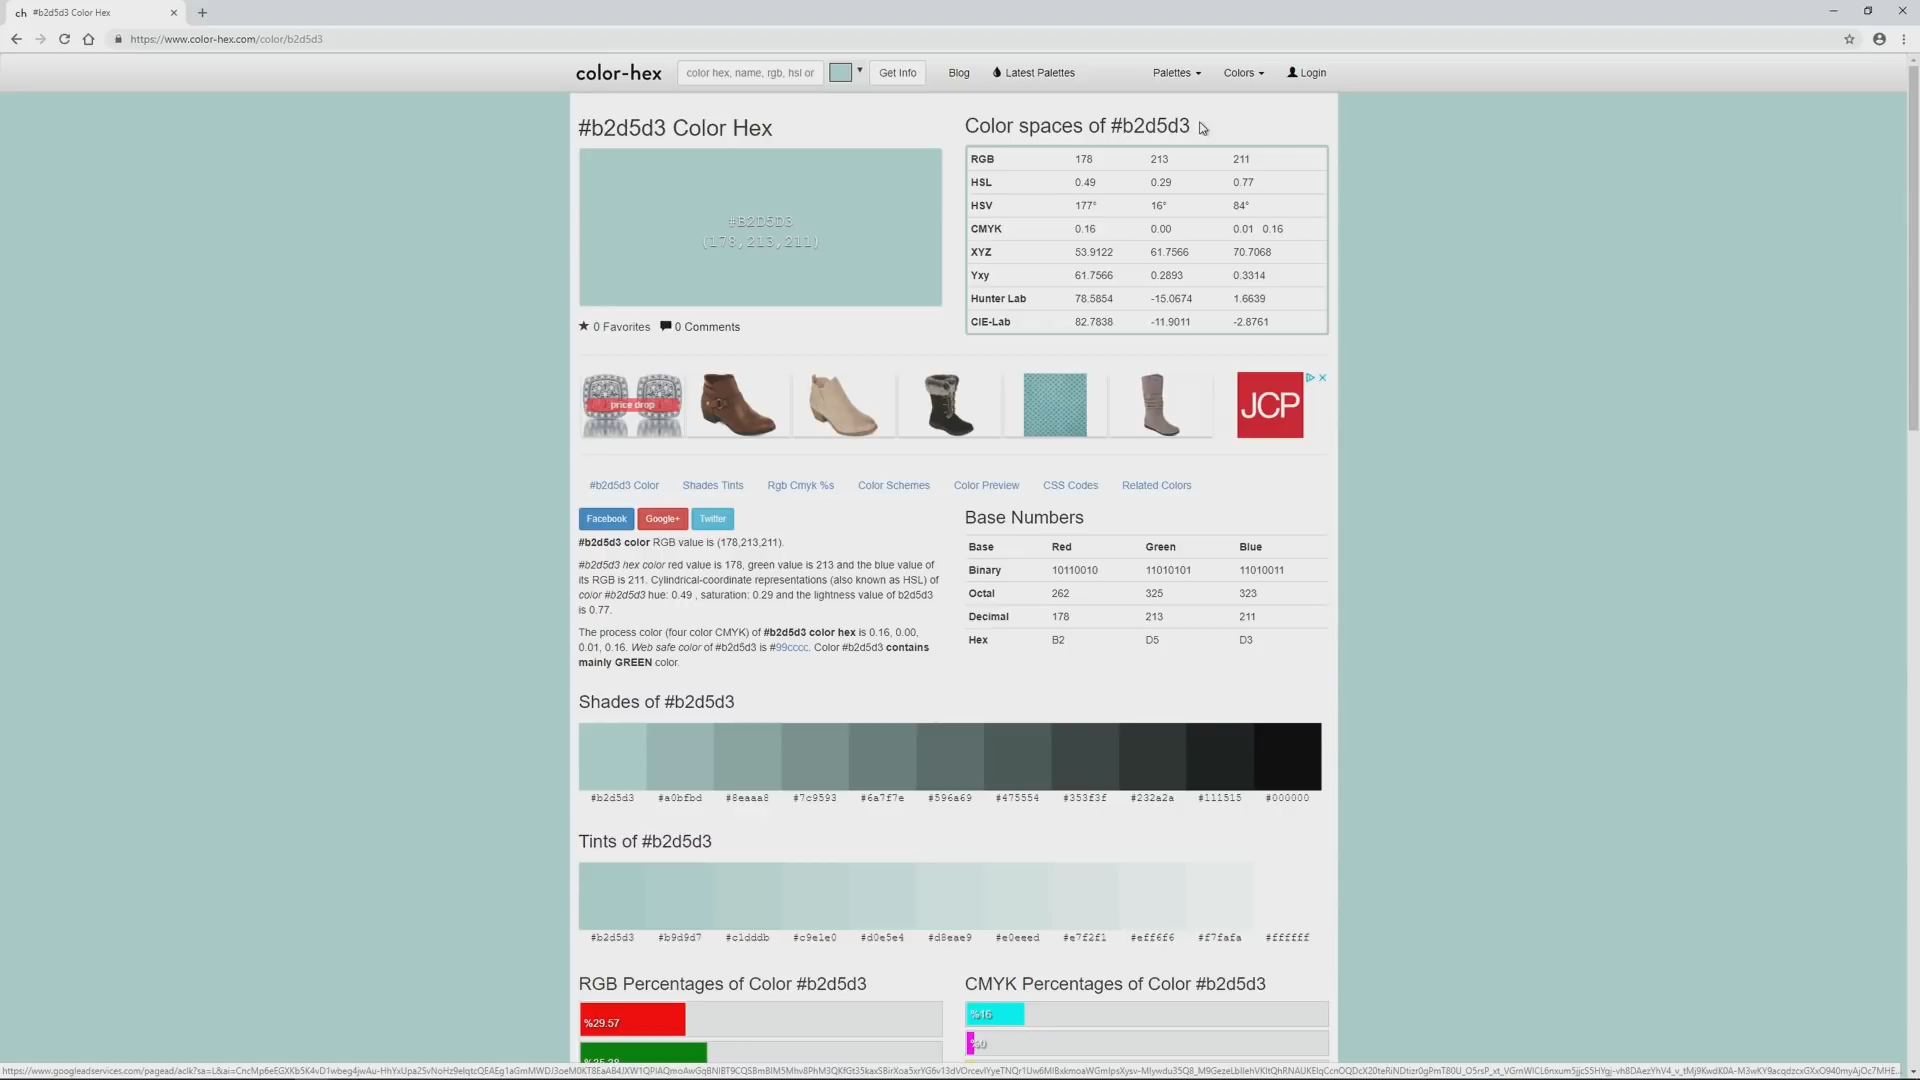 ch #b2d5d3 Color Hex
https://www.color-hex.com/color/b2d5d3
color-hex
color hex, name, rgb, hsl or
Get Info
Blog
Latest Palettes
Palettes
Colors
Login
#b2d5d3 Color Hex
#B2D5D3
(178,213,211)
0 Favorites 0 Comments
Color spaces of #b2d5d3
RGB 178 213 211
HSL 0.49 0.29 0.77
HSV 177° 16° 84°
CMYK 0.16 0.00 0.01 0.16
XYZ 53.9122 61.7566 70.7068
Yxy 61.7566 0.2893 0.3314
Hunter Lab 78.5854 -15.0674 1.6639
CIE-Lab 82.7838 -11.9011 -2.8761
price drop
JCP
#b2d5d3 Color Shades Tints Rgb Cmyk %s Color Schemes Color Preview CSS Codes Related Colors
Facebook Google+ Twitter
#b2d5d3 color RGB value is (178,213,211).
#b2d5d3 hex color red value is 178, green value is 213 and the blue value of
its RGB is 211. Cylindrical-coordinate representations (also known as HSL) of
color #b2d5d3 hue: 0.49 , saturation: 0.29 and the lightness value of b2d5d3
is 0.77.
The process color (four color CMYK) of #b2d5d3 color hex is 0.16, 0.00,
0.01, 0.16. Web safe color of #b2d5d3 is #99cccc. Color #b2d5d3 contains
mainly GREEN color.
Base Numbers
Base Red Green Blue
Binary 10110010 11010101 11010011
Octal 262 325 323
Decimal 178 213 211
Hex B2 D5 D3
Shades of #b2d5d3
#b2d5d3 #a0bfbd #8eaaa8 #7c9593 #6a7f7e #596a69 #475554 #353f3f #232a2a #111515 #000000
Tints of #b2d5d3
#b2d5d3 #b9d9d7 #c1dddb #c9e1e0 #d0e5e4 #d8eae9 #e0eeed #e7f2f1 #eff6f6 #f7fafa #ffffff
RGB Percentages of Color #b2d5d3
%29.57
%35.38
CMYK Percentages of Color #b2d5d3
%16
%0